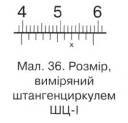 4 5 6
х
Мал. 36. Розмір,
виміряний
штангенциркулем
ШЦ-І